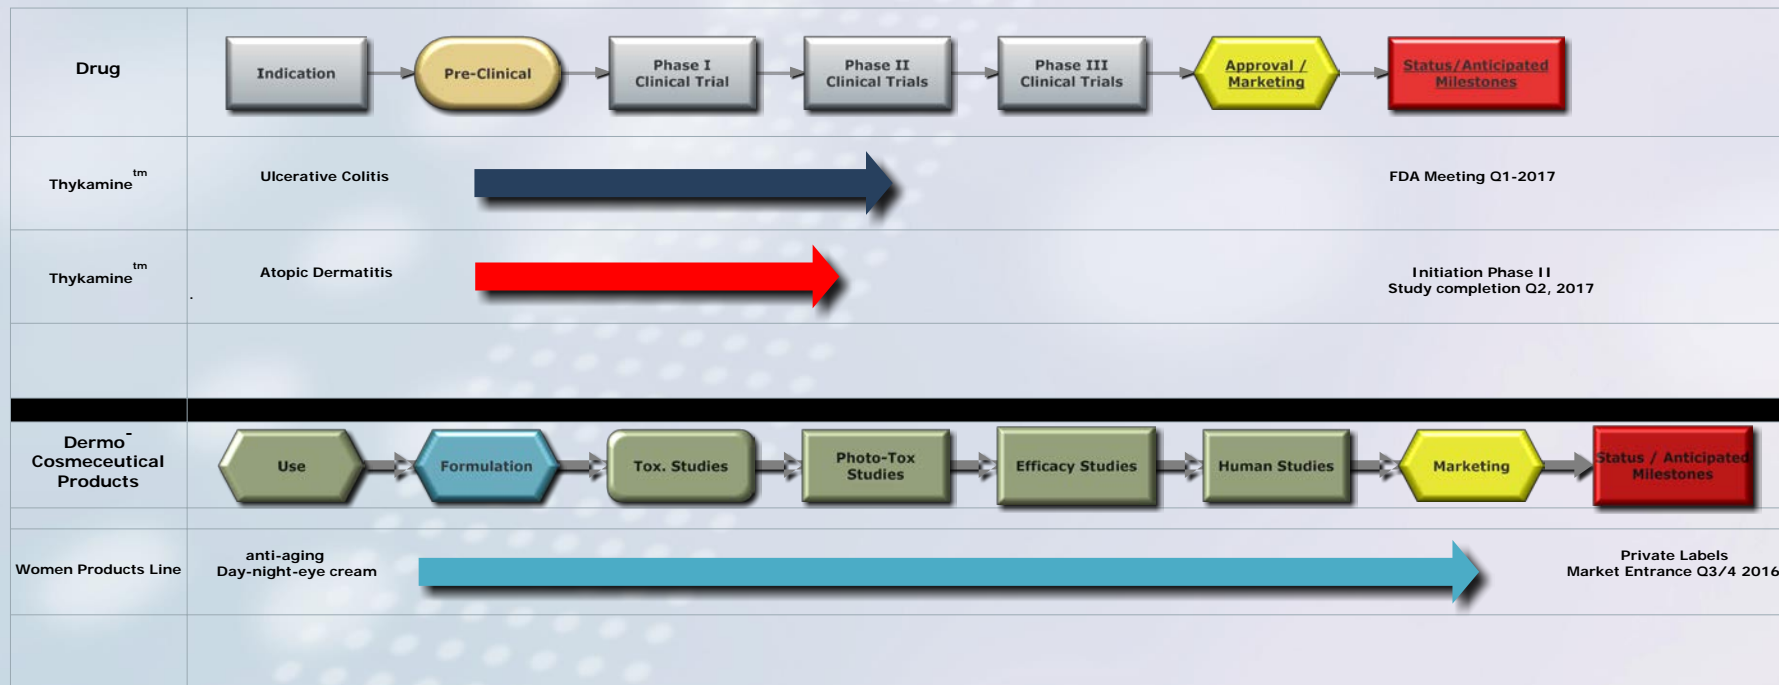 Drug
Indication
Pre-Clinical
Phase I
Clinical Trial
Phase II
Clinical Trials
Phase III
Clinical Trials
Approval /
Marketing
Status/Anticipated
Milestones
Thykamine tm
Ulcerative Colitis
FDA Meeting Q1-2017
Thykamine tm
.
Atopic Dermatitis
Initiation Phase II
Study completion Q2, 2017
Dermo-
Cosmeceutical
Products
Use
Formulation
Tox. Studies
Photo-Tox
Studies
Efficacy Studies
Human Studies
Marketing
Status / Anticipated
Milestones
Women Products Line
anti-aging
Day-night-eye cream
Private Labels
Market Entrance Q3/4 2016